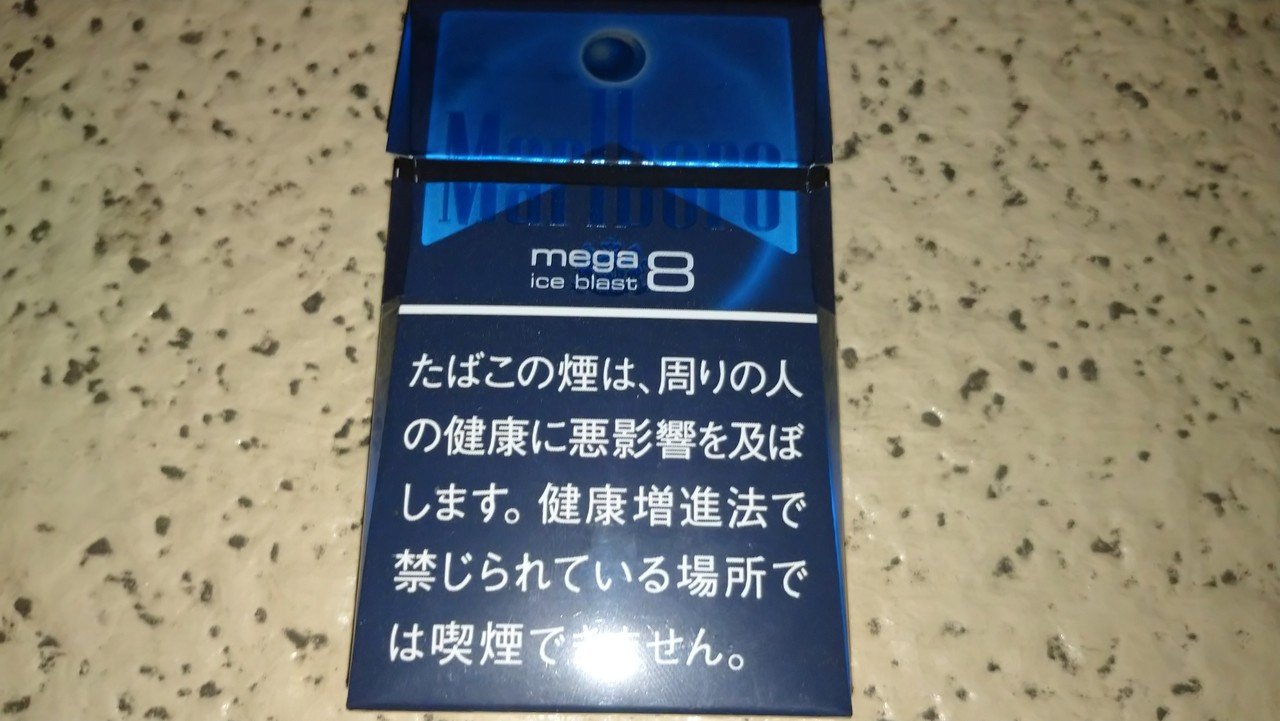 Marlboro
mega
ice blast 8
たばこの煙は、周りの人
の健康に悪影響を及ぼ
します。健康増進法で
禁じられている場所で
は喫煙できません。